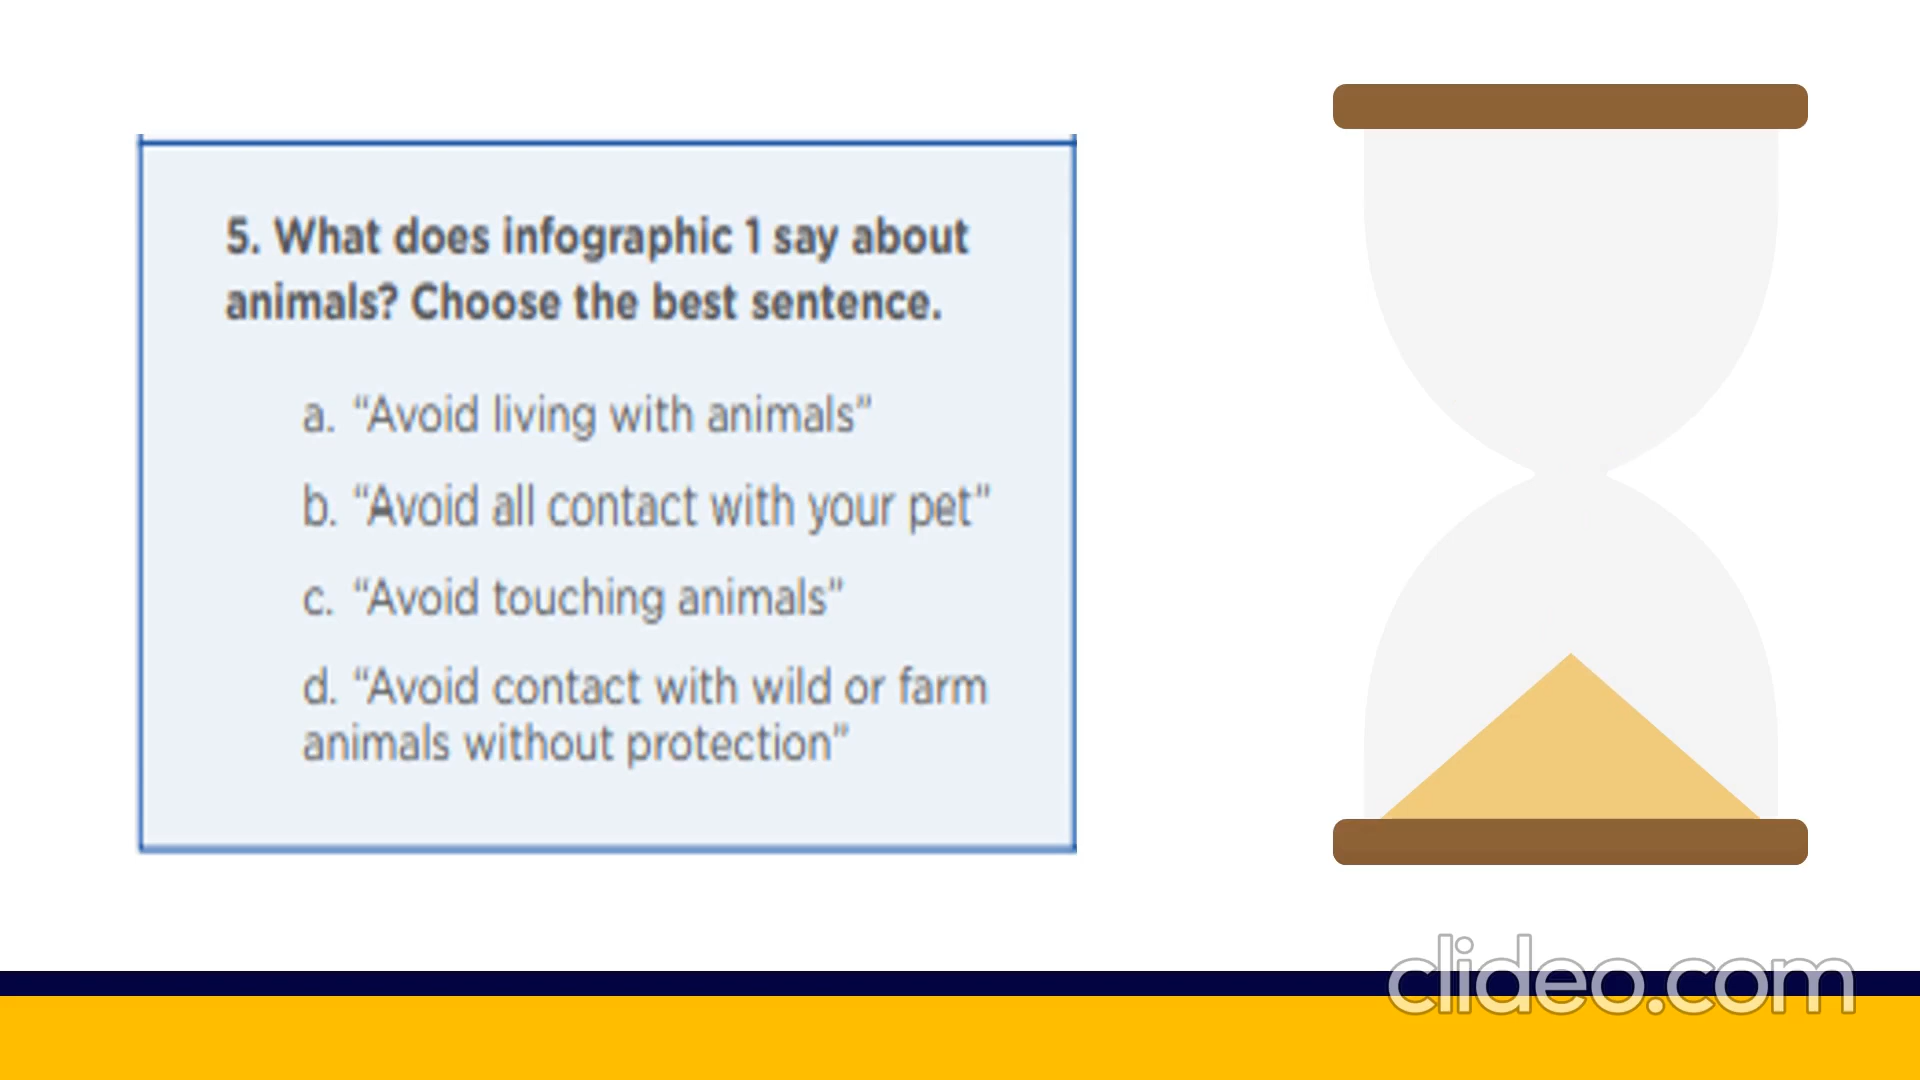 5. What does infographic 1 say about
animals? Choose the best sentence.
a. “Avoid living with animals”
b. “Avoid all contact with your pet”
c. “Avoid touching animals”
d. “Avoid contact with wild or farm
animals without protection”
clideo.com